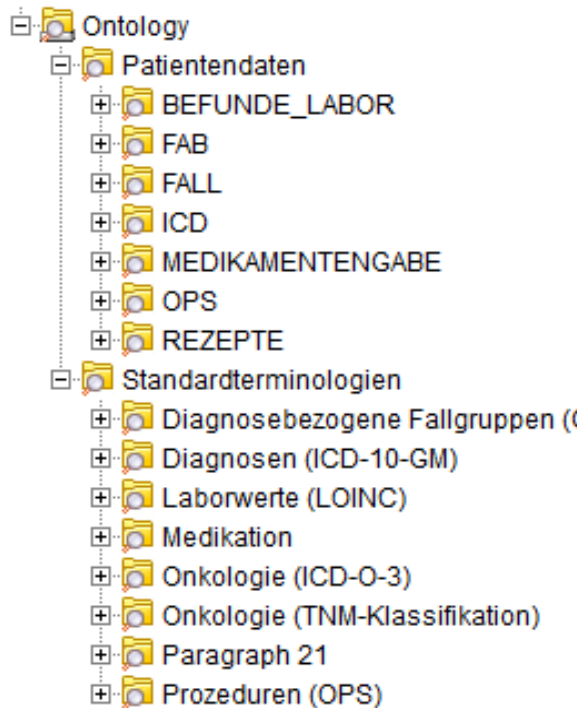 Ontology
Patientendaten
BEFUNDE_LABOR
FAB
FALL
ICD
MEDIKAMENTENGABE
OPS
REZEPTE
Standardterminologien
Diagnosebezogene Fallgruppen (
Diagnosen (ICD-10-GM)
Laborwerte (LOINC)
Medikation
Onkologie (ICD-O-3)
Onkologie (TNM-Klassifikation)
Paragraph 21
Prozeduren (OPS)